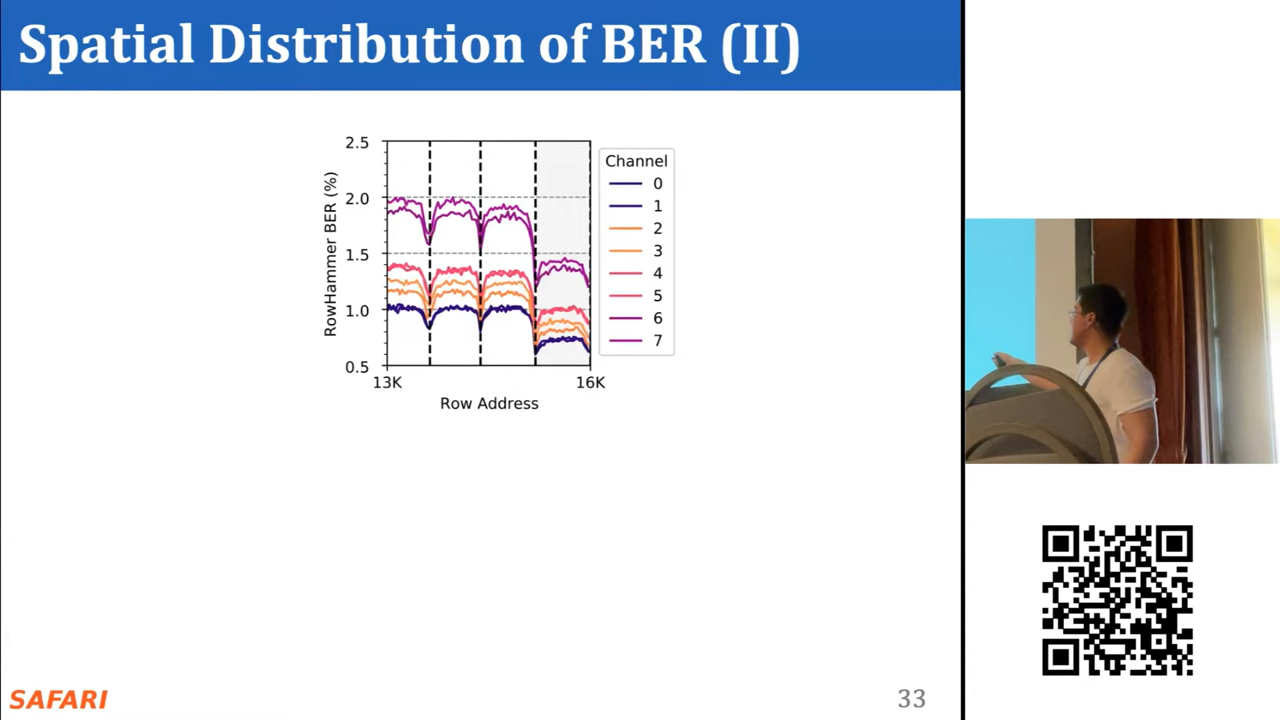 Spatial Distribution of BER (II)
RowHammer BER (%)
2.5
2.0
1.5
1.0
0.5
13K
16K
Row Address
Channel
0
1
2
3
4
5
6
7
SAFARI
33